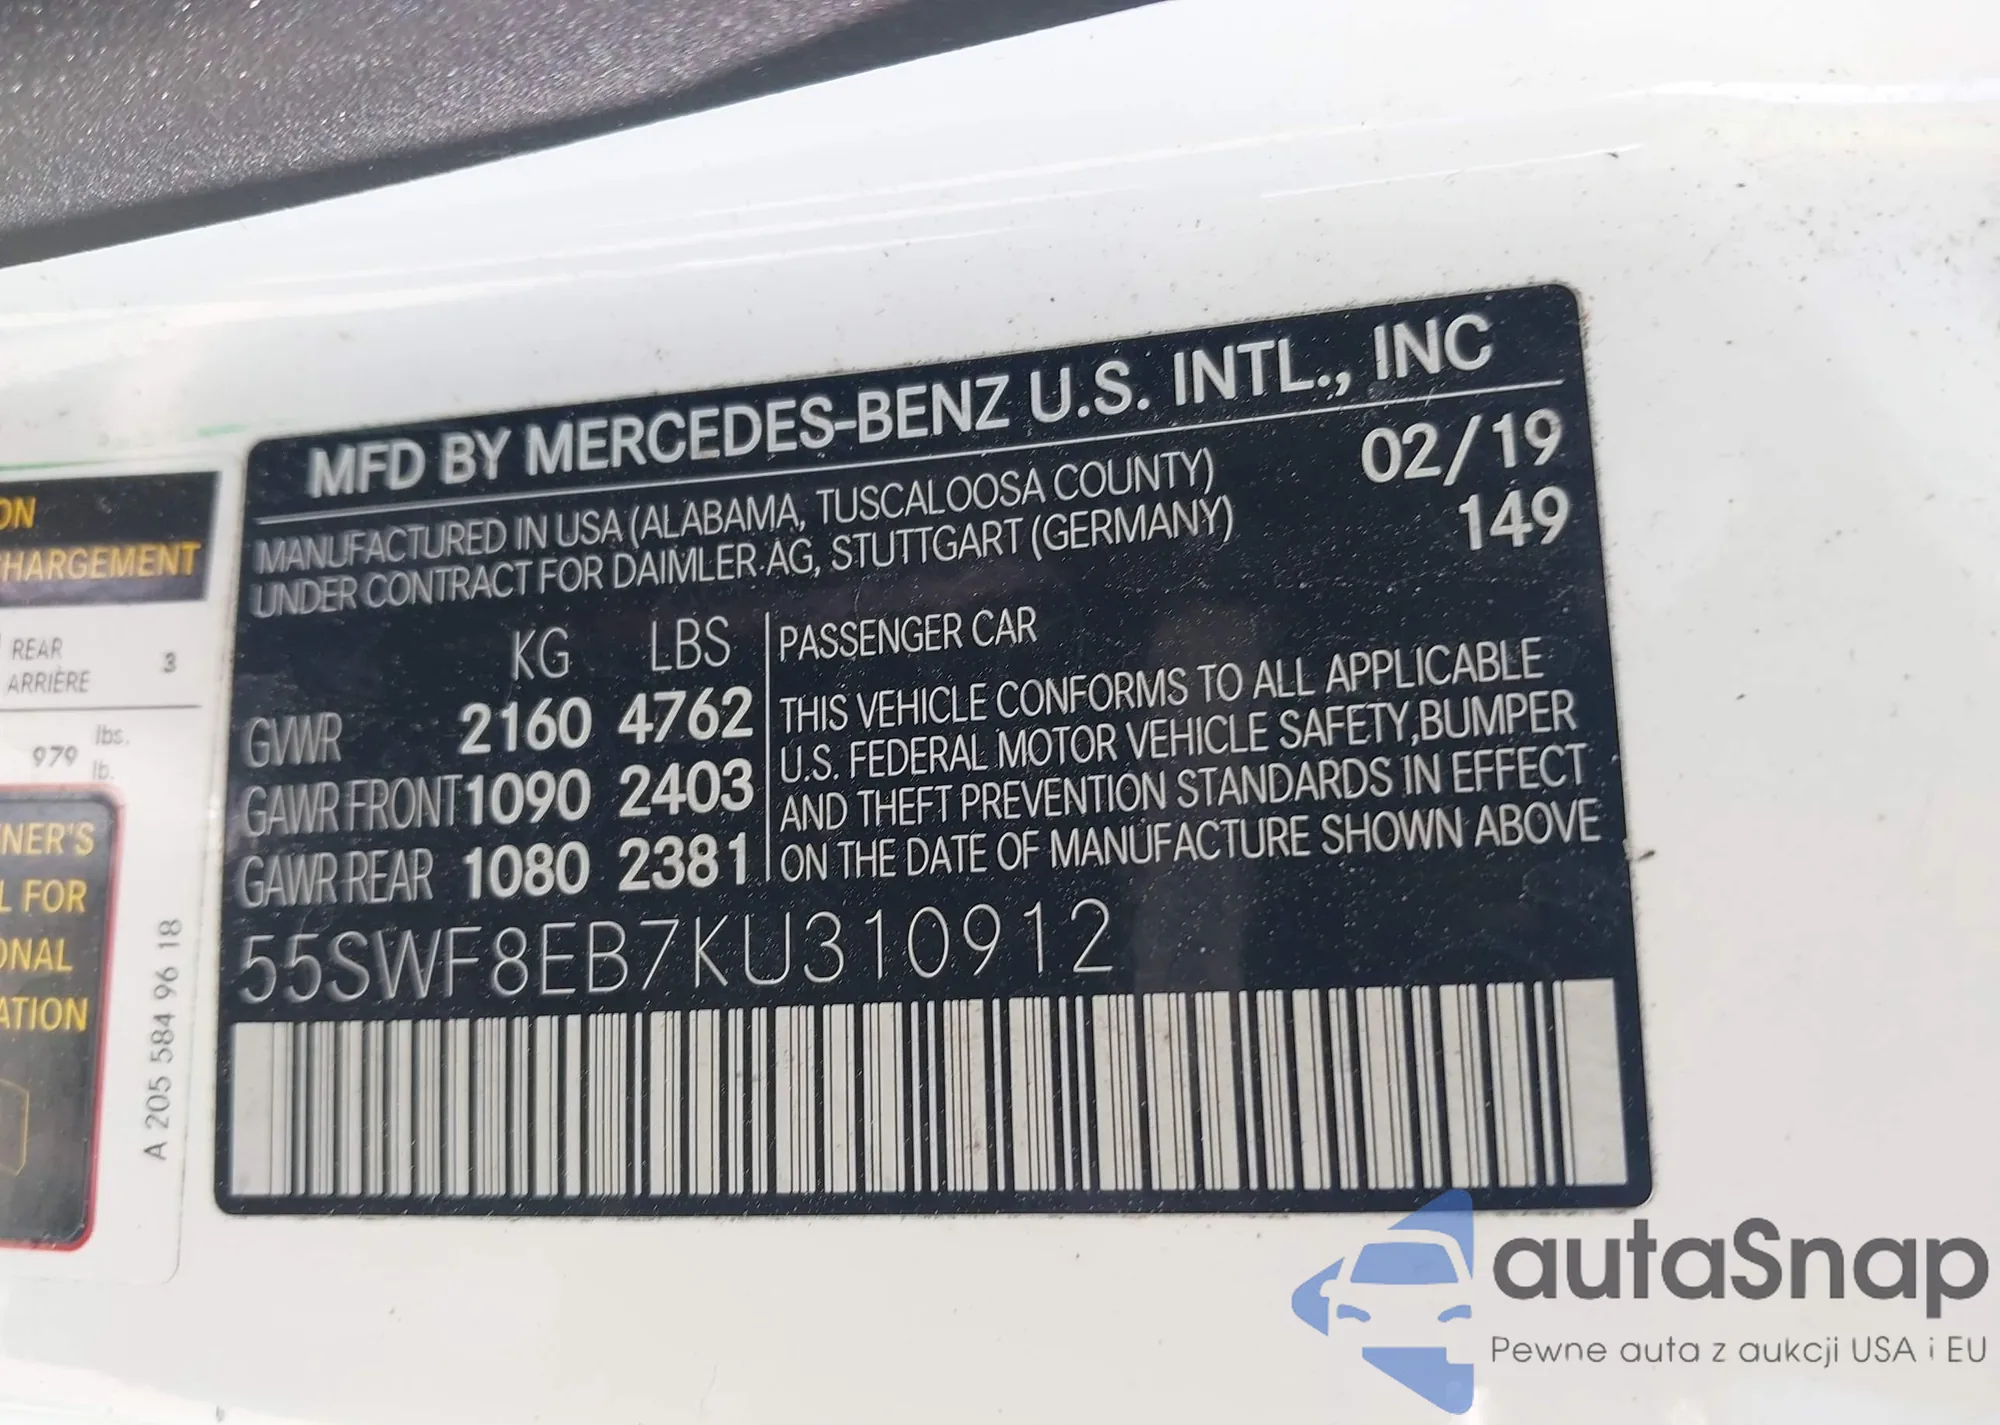 MFD BY MERCEDES-BENZ U.S. INTL., INC
MANUFACTURED IN USA (ALABAMA, TUSCALOOSA COUNTY) 02/19
UNDER CONTRACT FOR DAIMLER AG, STUTTGART (GERMANY) 149
KG LBS PASSENGER CAR
GVWR 2160 4762
GAWR FRONT 1090 2403
GAWR REAR 1080 2381
THIS VEHICLE CONFORMS TO ALL APPLICABLE
U.S. FEDERAL MOTOR VEHICLE SAFETY, BUMPER
AND THEFT PREVENTION STANDARDS IN EFFECT
ON THE DATE OF MANUFACTURE SHOWN ABOVE
55SWF8EB7KU310912
ON
HARGEMENT
REAR 3
ARRIÈRE
979 lbs.
lb.
NER'S
L FOR
ONAL
ATION
A 205 584 96 18
autaSnap
Pewne auta z aukcji USA i EU